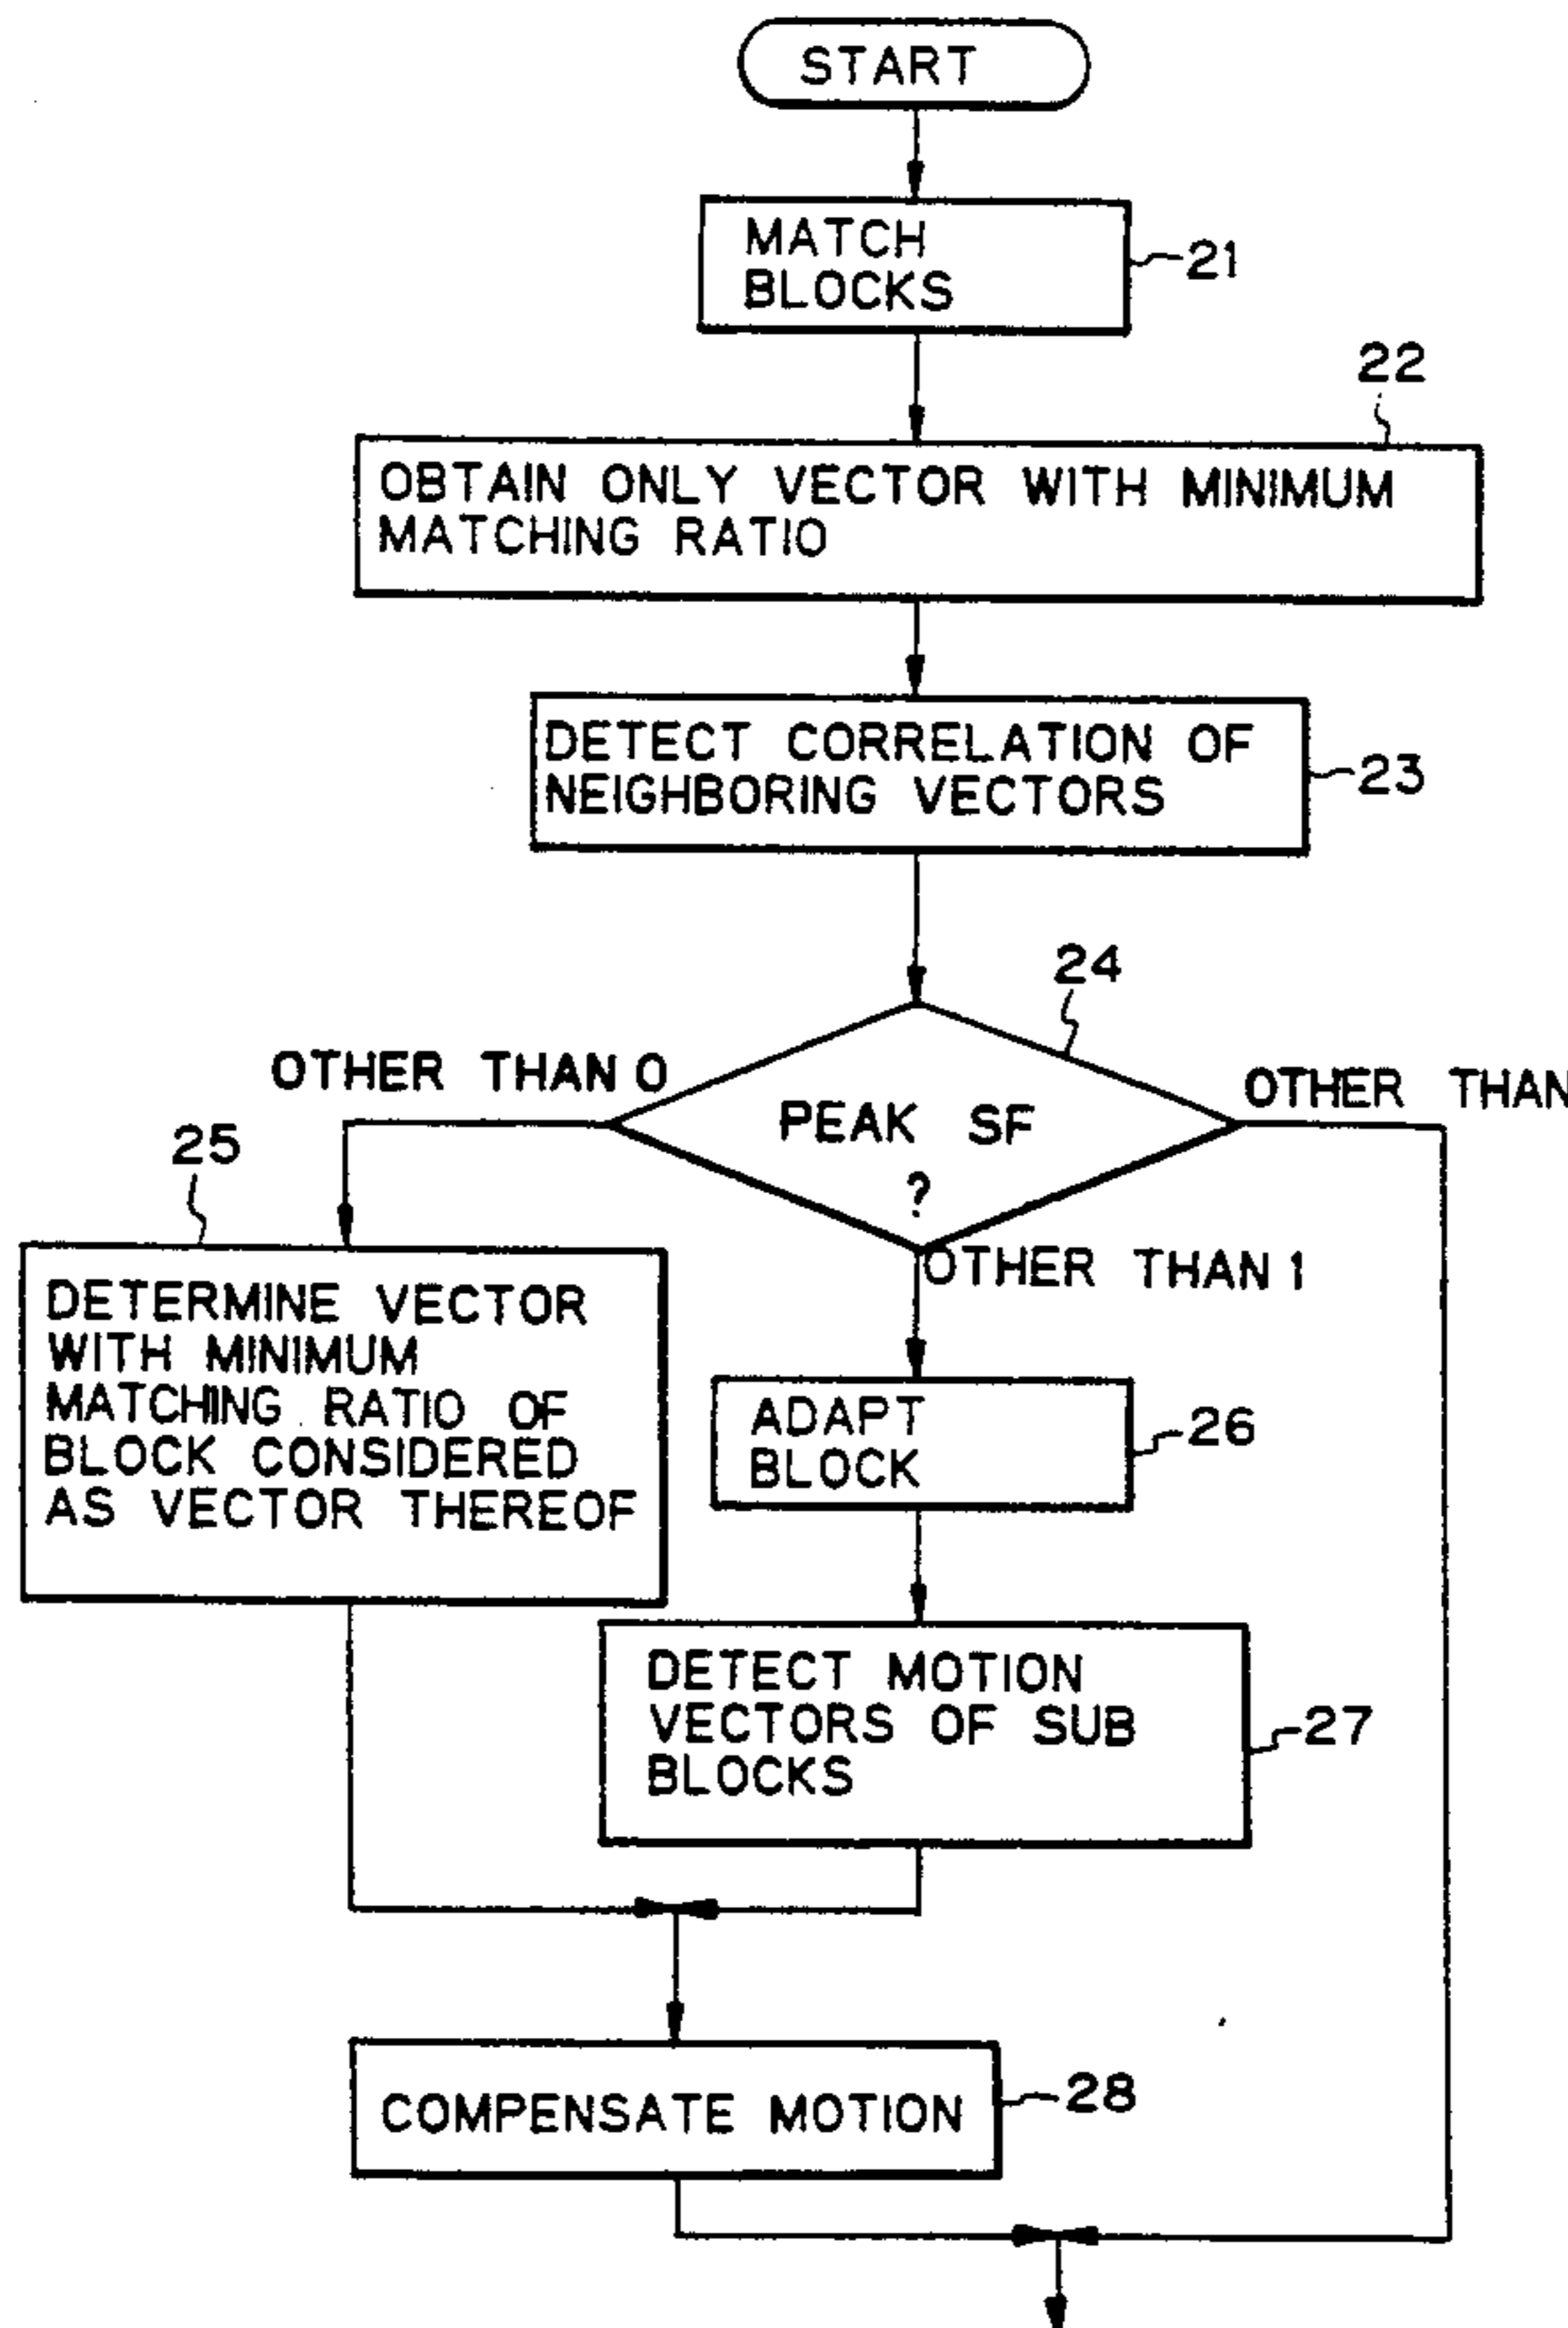 START
MATCH
BLOCKS
21
22
OBTAIN ONLY VECTOR WITH MINIMUM
MATCHING RATIO
DETECT CORRELATION OF
NEIGHBORING VECTORS
23
24
OTHER THAN 0
OTHER THAN
PEAK SF
?
25
OTHER THAN 1
DETERMINE VECTOR
WITH MINIMUM
MATCHING RATIO OF
BLOCK CONSIDERED
AS VECTOR THEREOF
ADAPT
BLOCK
26
DETECT MOTION
VECTORS OF SUB
BLOCKS
27
COMPENSATE MOTION
28